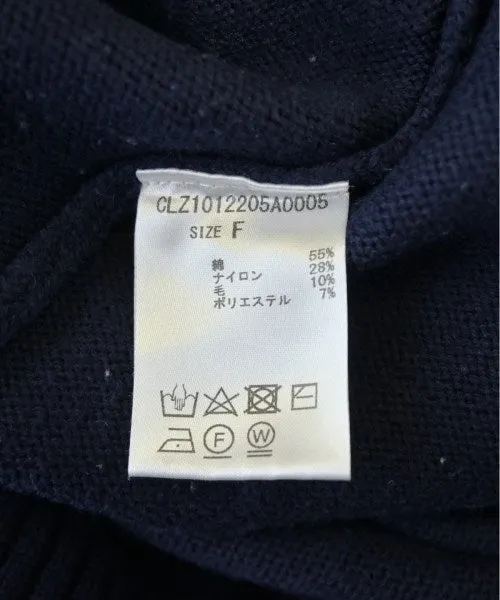 CLZ1012205A0005
SIZE F
綿 55%
ナイロン 28%
毛 10%
ポリエステル 7%
F W